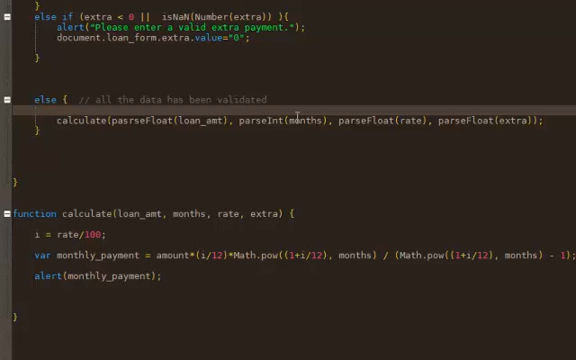 }
else if (extra < 0 || isNaN(Number(extra)) ){
alert("Please enter a valid extra payment.");
document.loan_form.extra.value="0";
}
else { // all the data has been validated
calculate(pasrseFloat(loan_amt), parseInt(months), parseFloat(rate), parseFloat(extra));
}
}
function calculate(loan_amt, months, rate, extra) {
i = rate/100;
var monthly_payment = amount*(i/12)*Math.pow((1+i/12), months) / (Math.pow((1+i/12), months) - 1);
alert(monthly_payment);
}